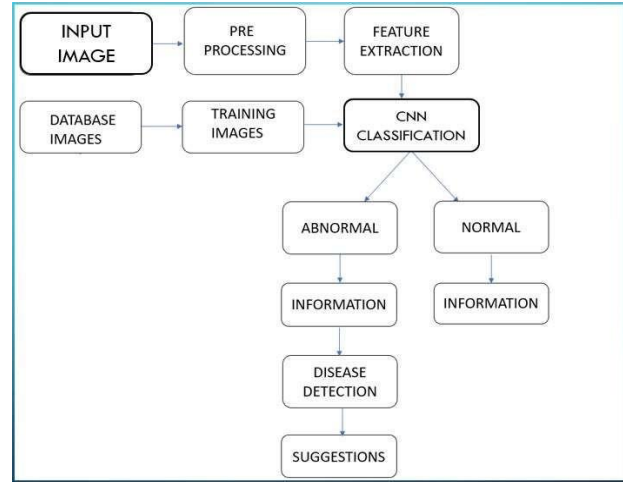 INPUT
IMAGE
PRE
PROCESSING
FEATURE
EXTRACTION
DATABASE
IMAGES
TRAINING
IMAGES
CNN
CLASSIFICATION
ABNORMAL
NORMAL
INFORMATION
INFORMATION
DISEASE
DETECTION
SUGGESTIONS